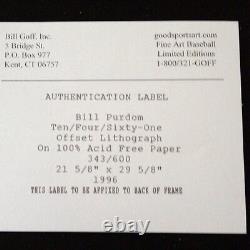 Bill Goff, Inc.
3 Bridge St.
P.O. Box 977
Kent, CT 06757
goodsportsart.com
Fine Art Baseball
Limited Editions
1-800/321-GOFF
AUTHENTICATION LABEL
Bill Purdom
Ten/Four/Sixty-One
Offset Lithograph
On 100% Acid Free Paper
343/600
21 5/8" x 29 5/8"
1996
THIS LABEL TO BE AFFIXED TO BACK OF FRAME